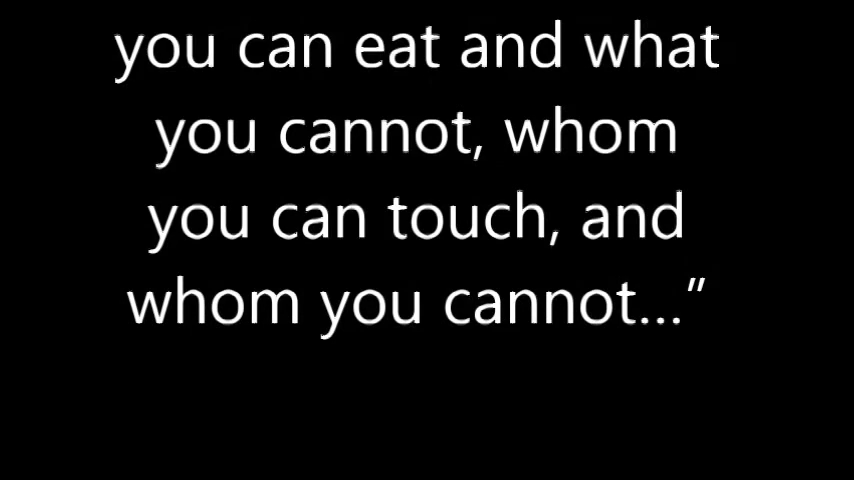 you can eat and what
you cannot, whom
you can touch, and
whom you cannot...”